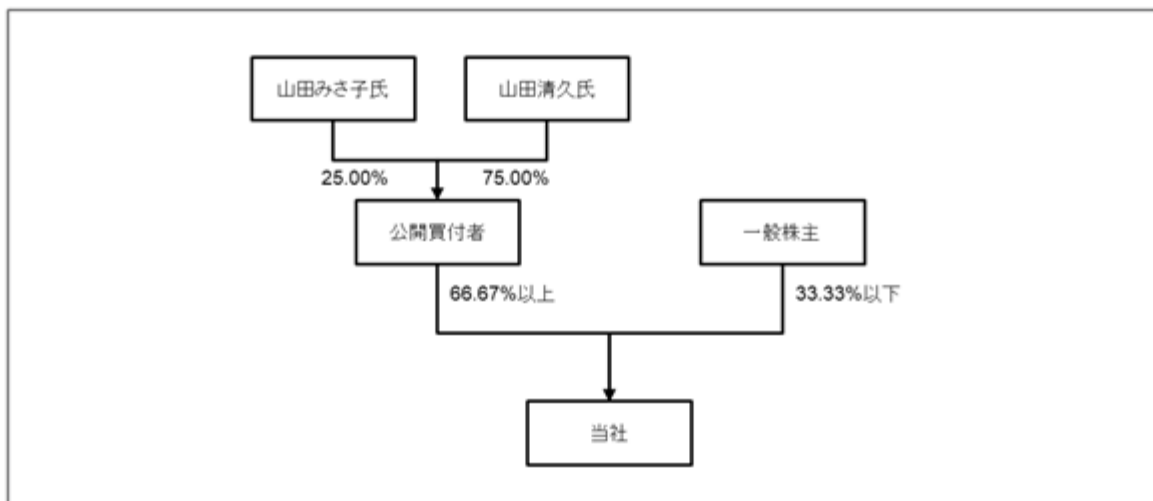 山田みさ子氏
山田清久氏
25.00%
75.00%
公開買付者
一般株主
66.67%以上
33.33%以下
当社